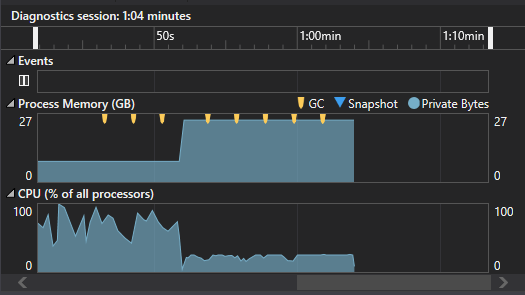 Diagnostics session: 1:04 minutes
50s 1:00min 1:10min
Events
Process Memory (GB) GC Snapshot Private Bytes
27 27
0 0
CPU (% of all processors)
100 100
0 0